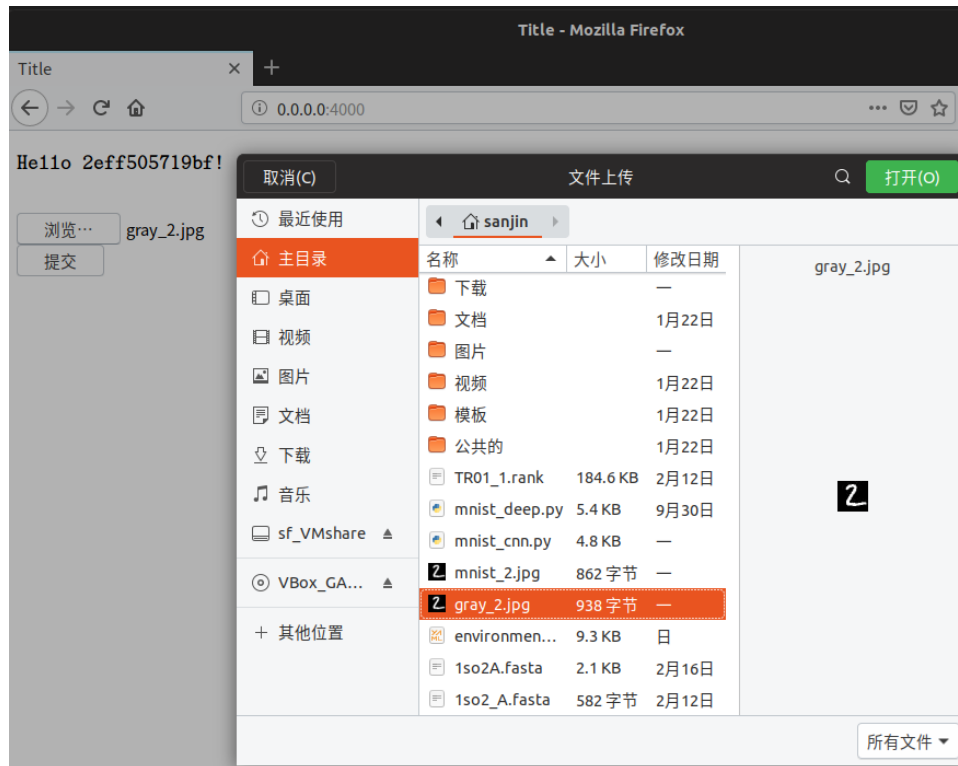 Title - Mozilla Firefox
Title
0.0.0.0:4000
Hello 2eff505719bf!
浏览… gray_2.jpg
提交
取消(C) 文件上传 打开(O)
最近使用
主目录
桌面
视频
图片
文档
下载
音乐
sf_VMshare
VBox_GA...
其他位置
sanjin
名称 大小 修改日期
下载 —
文档 1月22日
图片 —
视频 1月22日
模板 1月22日
公共的 1月22日
TR01_1.rank 184.6 KB 2月12日
mnist_deep.py 5.4 KB 9月30日
mnist_cnn.py 4.8 KB —
mnist_2.jpg 862 字节 —
gray_2.jpg 938 字节 —
environmen... 9.3 KB 日
1so2A.fasta 2.1 KB 2月16日
1so2_A.fasta 582 字节 2月12日
gray_2.jpg
2
所有文件